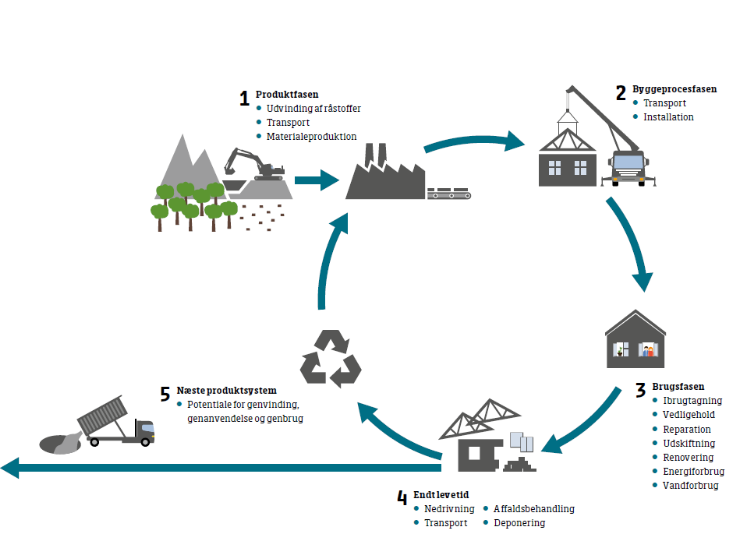 1 Produktfasen
Udvinding af råstoffer
Transport
Materialeproduktion
2 Byggeprocesfasen
Transport
Installation
3 Brugsfasen
Ibrugtagning
Vedligehold
Reparation
Udskiftning
Renovering
Energiforbrug
Vandforbrug
4 Endt levetid
Nedrivning
Transport
Affaldsbehandling
Deponering
5 Næste produktsystem
Potentiale for genvinding,
genanvendelse og genbrug